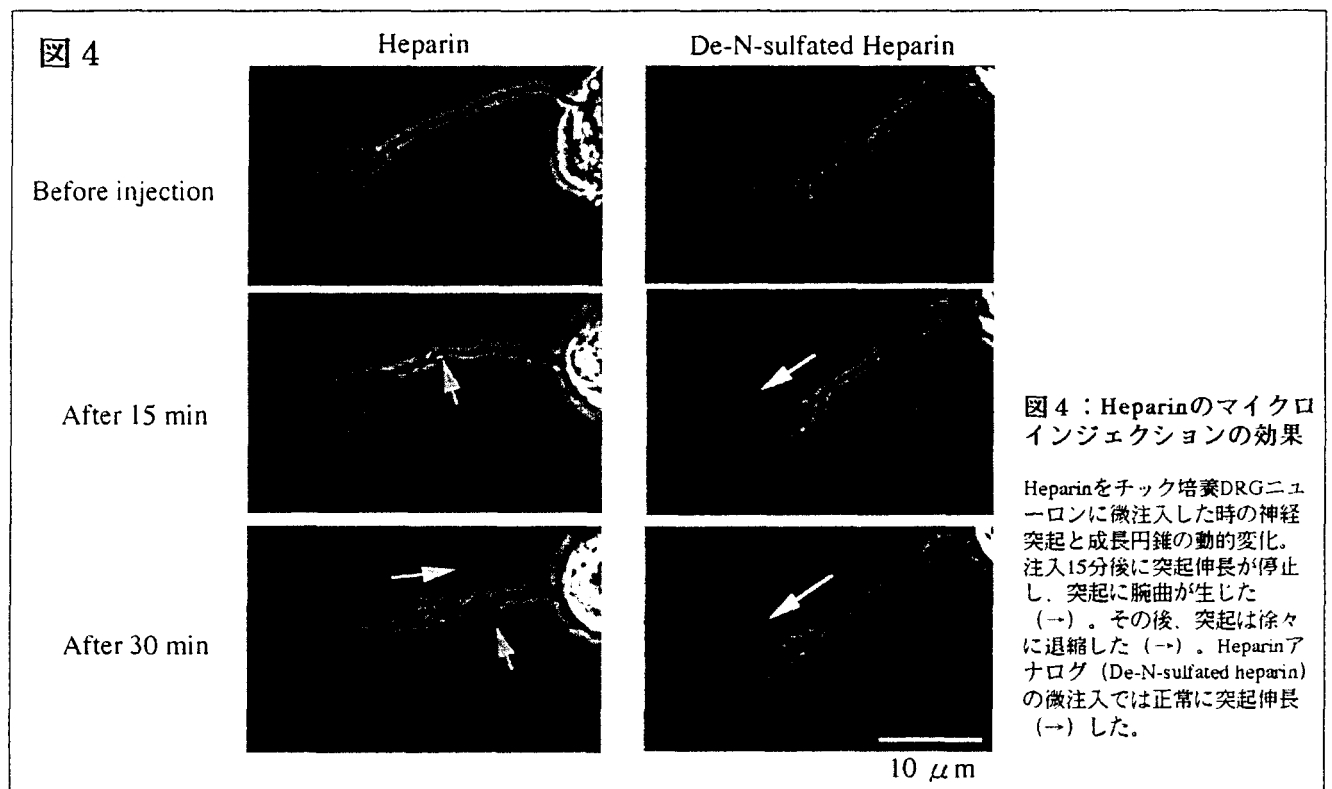 図 4
Heparin
De-N-sulfated Heparin
Before injection
After 15 min
After 30 min
10 μm
図 4：Heparinのマイクロ
インジェクションの効果
Heparinをチック培養DRGニュ
ーロンに微注入した時の神経
突起と成長円錐の動的変化。
注入15分後に突起伸長が停止
し、突起に腕曲が生じた
（→）。その後、突起は徐々
に退縮した（→）。Heparinア
ナログ（De-N-sulfated heparin）
の微注入では正常に突起伸長
（→）した。